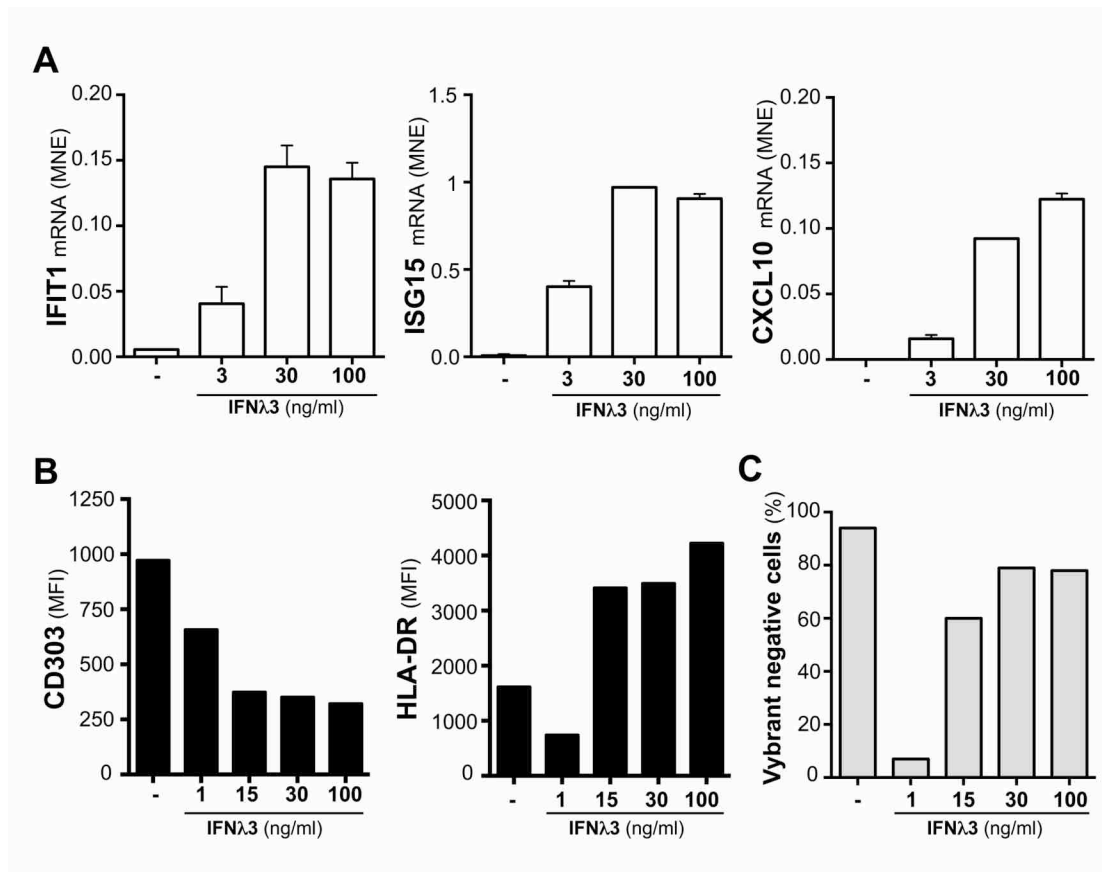 A
IFIT1 mRNA (MNE)
0.20
0.15
0.10
0.05
0.00
- 3 30 100
IFNλ3 (ng/ml)
ISG15 mRNA (MNE)
1.5
1
0.5
0.0
- 3 30 100
IFNλ3 (ng/ml)
CXCL10 mRNA (MNE)
0.20
0.15
0.10
0.05
0.00
- 3 30 100
IFNλ3 (ng/ml)
B
CD303 (MFI)
1250
1000
750
500
250
0
- 1 15 30 100
IFNλ3 (ng/ml)
HLA-DR (MFI)
5000
4000
3000
2000
1000
0
- 1 15 30 100
IFNλ3 (ng/ml)
C
Vybrant negative cells (%)
100
80
60
40
20
0
- 1 15 30 100
IFNλ3 (ng/ml)